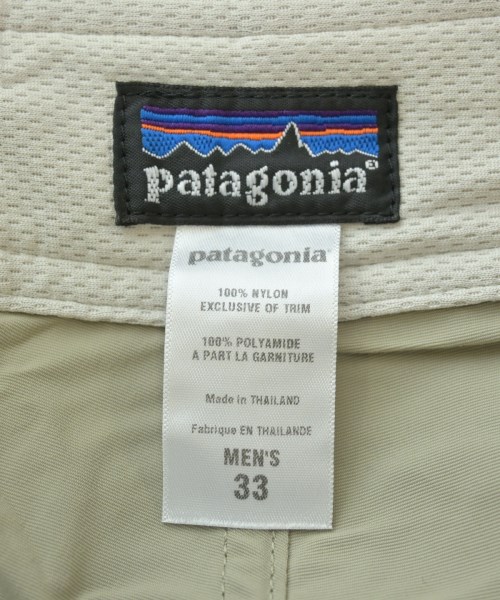 patagonia®
patagonia®
100% NYLON
EXCLUSIVE OF TRIM
100% POLYAMIDE
A PART LA GARNITURE
Made in THAILAND
Fabrique EN THAILANDE
MEN'S
33